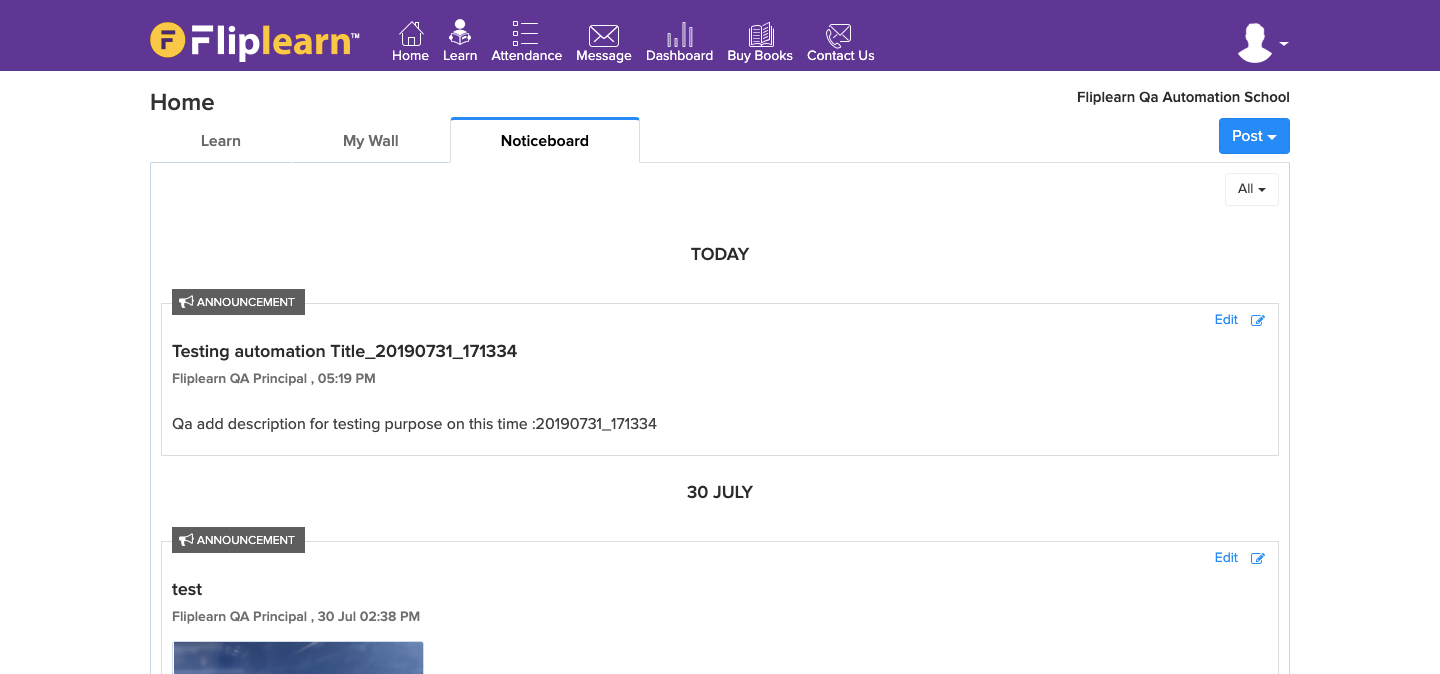 Fliplearn™
Home Learn Attendance Message Dashboard Buy Books Contact Us
Home
Fliplearn Qa Automation School
Learn My Wall Noticeboard
Post
All
TODAY
ANNOUNCEMENT
Edit
Testing automation Title_20190731_171334
Fliplearn QA Principal , 05:19 PM
Qa add description for testing purpose on this time :20190731_171334
30 JULY
ANNOUNCEMENT
Edit
test
Fliplearn QA Principal , 30 Jul 02:38 PM